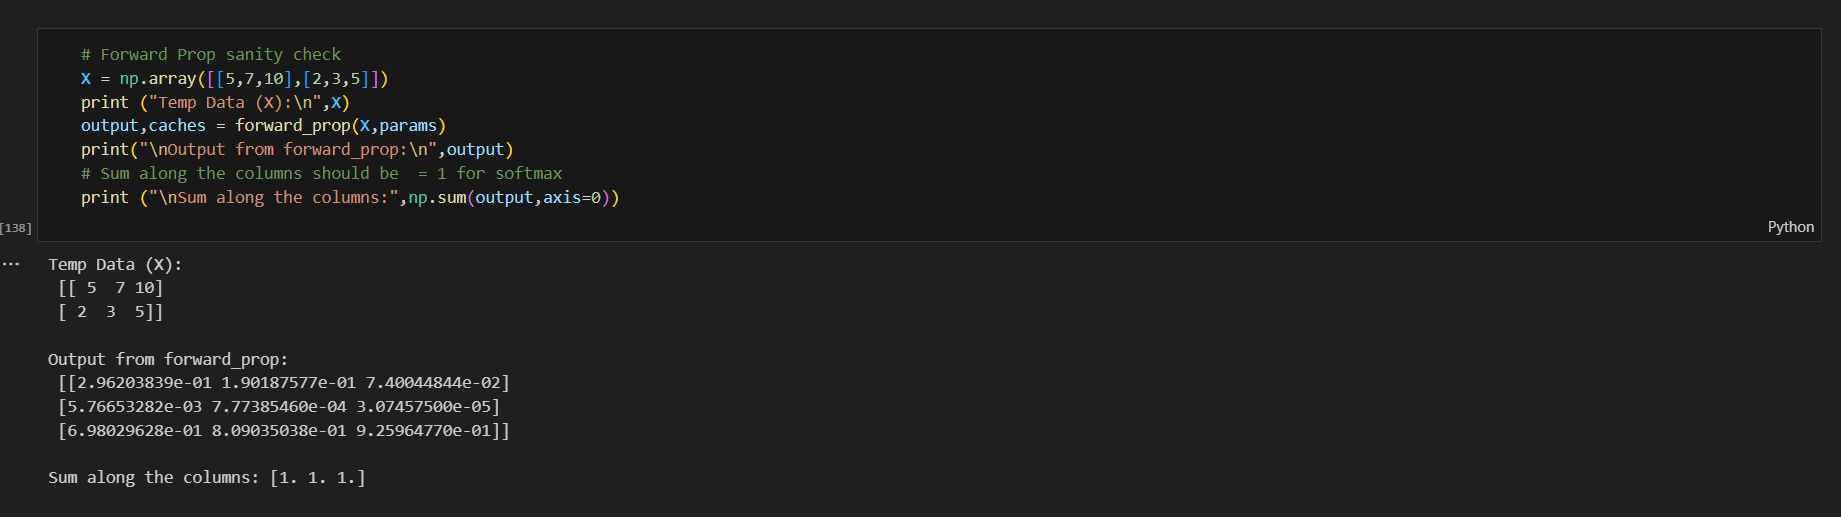 # Forward Prop sanity check
X = np.array([[5,7,10],[2,3,5]])
print ("Temp Data (X):\n",X)
output,caches = forward_prop(X,params)
print("\nOutput from forward_prop:\n",output)
# Sum along the columns should be  = 1 for softmax
print ("\nSum along the columns:",np.sum(output,axis=0))
[138]
Python
...
Temp Data (X):
 [[ 5  7 10]
 [ 2  3  5]]
Output from forward_prop:
 [[2.96203839e-01 1.90187577e-01 7.40044844e-02]
 [5.76653282e-03 7.77385460e-04 3.07457500e-05]
 [6.98029628e-01 8.09035038e-01 9.25964770e-01]]
Sum along the columns: [1. 1. 1.]